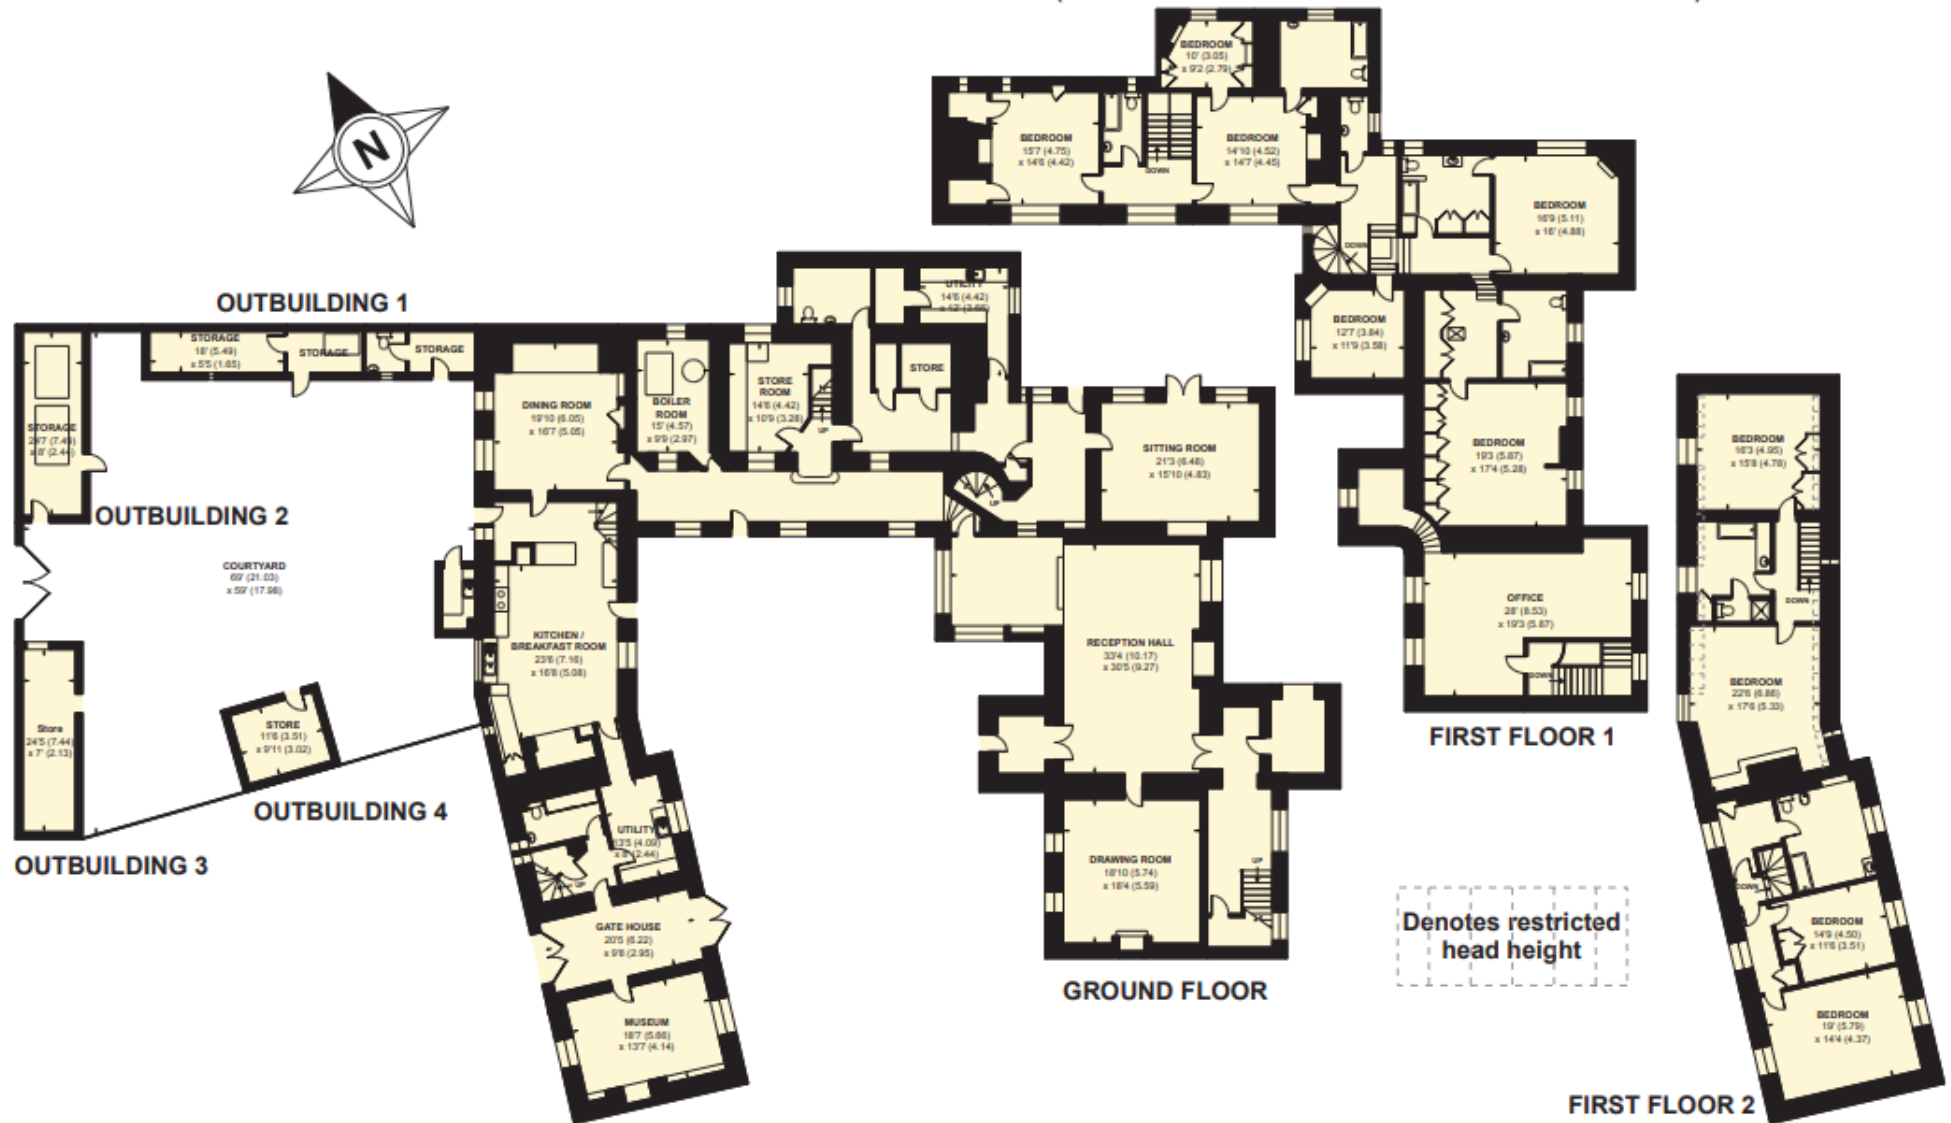 N
OUTBUILDING 1
STORAGE
18' (5.49)
x 5'5 (1.65)
STORAGE
STORAGE
STORAGE
x 8' (2.44)
OUTBUILDING 2
COURTYARD
69' (21.03)
x 59' (17.98)
Store
24'5 (7.44)
x 7' (2.13)
STORE
11'6 (3.51)
x 9'11 (3.02)
OUTBUILDING 4
OUTBUILDING 3
DINING ROOM
19'10 (6.05)
x 16'7 (5.05)
BOILER
ROOM
15' (4.57)
x 9'9 (2.97)
STORE
ROOM
14'6 (4.42)
x 10'9 (3.28)
UP
STORE
UTILITY
14'6 (4.42)
x 12' (3.66)
SITTING ROOM
21'3 (6.48)
x 15'10 (4.83)
UP
KITCHEN /
BREAKFAST ROOM
23'6 (7.16)
x 16'8 (5.08)
RECEPTION HALL
33'4 (10.17)
x 30'5 (9.27)
UTILITY
13'5 (4.09)
x 8' (2.44)
UP
GATE HOUSE
20'5 (6.22)
x 9'8 (2.95)
MUSEUM
18'7 (5.66)
x 13'7 (4.14)
DRAWING ROOM
18'10 (5.74)
x 18'4 (5.59)
UP
GROUND FLOOR
BEDROOM
10' (3.05)
x 9'2 (2.79)
BEDROOM
15'7 (4.75)
x 14'6 (4.42)
DOWN
BEDROOM
14'10 (4.52)
x 14'7 (4.45)
BEDROOM
16'9 (5.11)
x 16' (4.88)
DOWN
BEDROOM
12'7 (3.84)
x 11'9 (3.58)
BEDROOM
19'3 (5.87)
x 17'4 (5.28)
OFFICE
28' (8.53)
x 19'3 (5.87)
DOWN
FIRST FLOOR 1
BEDROOM
16'3 (4.95)
x 15'8 (4.78)
DOWN
BEDROOM
22'6 (6.86)
x 17'6 (5.33)
DOWN
BEDROOM
14'9 (4.50)
x 11'6 (3.51)
BEDROOM
19' (5.79)
x 14'4 (4.37)
FIRST FLOOR 2
Denotes restricted
head height